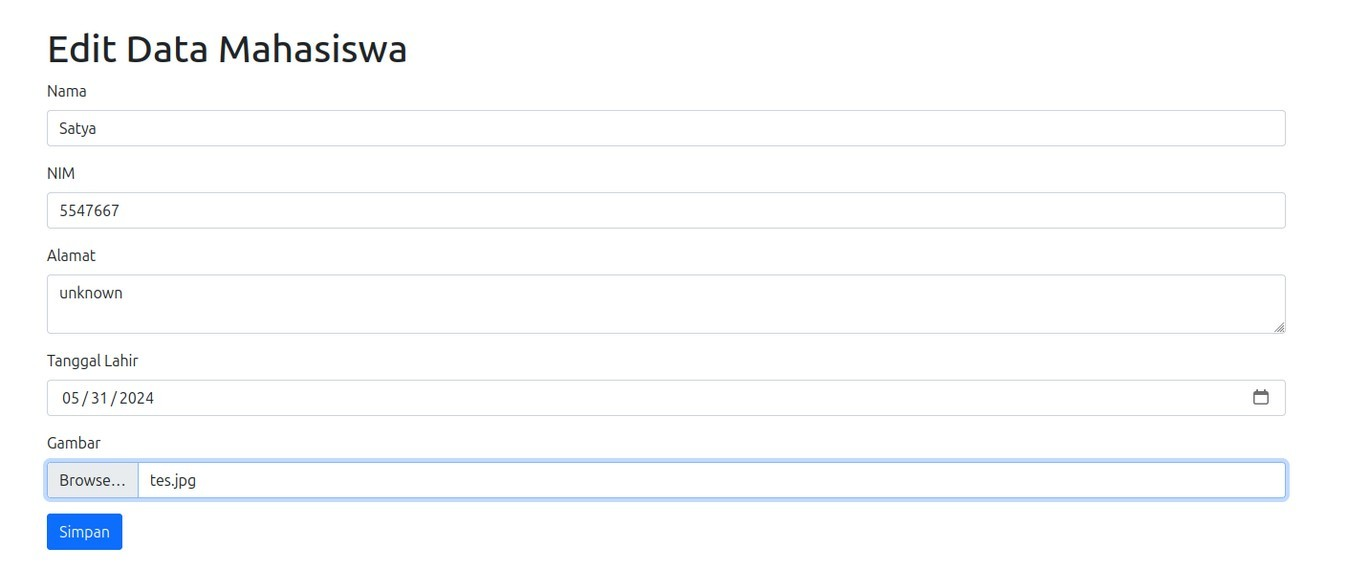 Edit Data Mahasiswa
Nama
Satya
NIM
5547667
Alamat
unknown
Tanggal Lahir
05/31/2024
Gambar
Browse... tes.jpg
Simpan